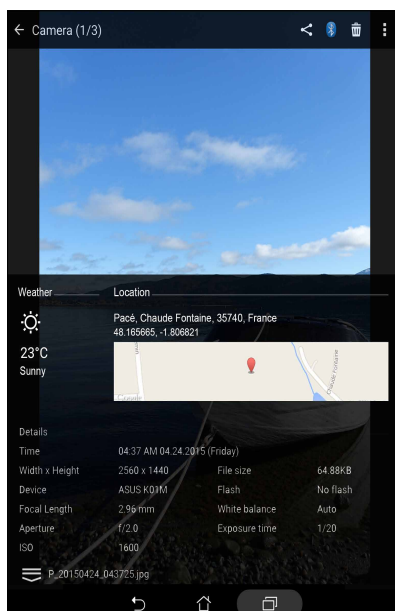 Camera (1/3)
Weather Location
Pacé, Chaude Fontaine, 35740, France
48.165665, -1.806821
23°C
Sunny
Chaude Fontaine
Details
Time 04:37 AM 04.24.2015 (Friday)
Width x Height 2560 x 1440 File size 64.88KB
Device ASUS K01M Flash No flash
Focal Length 2.96 mm White balance Auto
Aperture f/2.0 Exposure time 1/20
ISO 1600
P_20150424_043725.jpg